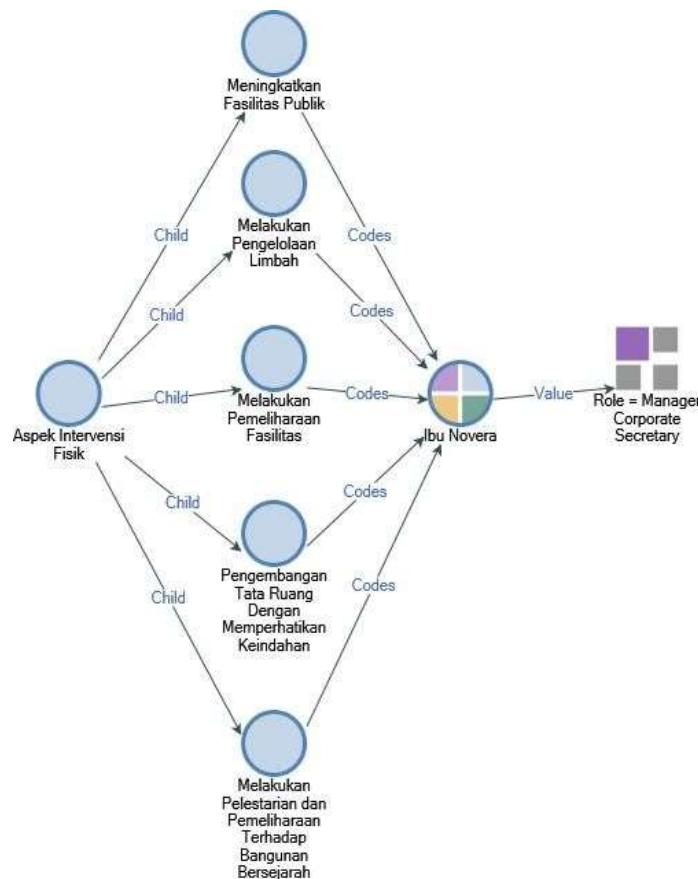 Meningkatkan
Fasilitas Publik
Child
Codes
Melakukan
Pengelolaan
Limbah
Child
Codes
Aspek Intervensi
Fisik
Child
Melakukan
Pemeliharaan
Fasilitas
Codes
Ibu Novera
Value
Role = Manager
Corporate
Secretary
Child
Codes
Pengembangan
Tata Ruang
Dengan
Memperhatikan
Keindahan
Child
Codes
Melakukan
Pelestarian dan
Pemeliharaan
Terhadap
Bangunan
Bersejarah